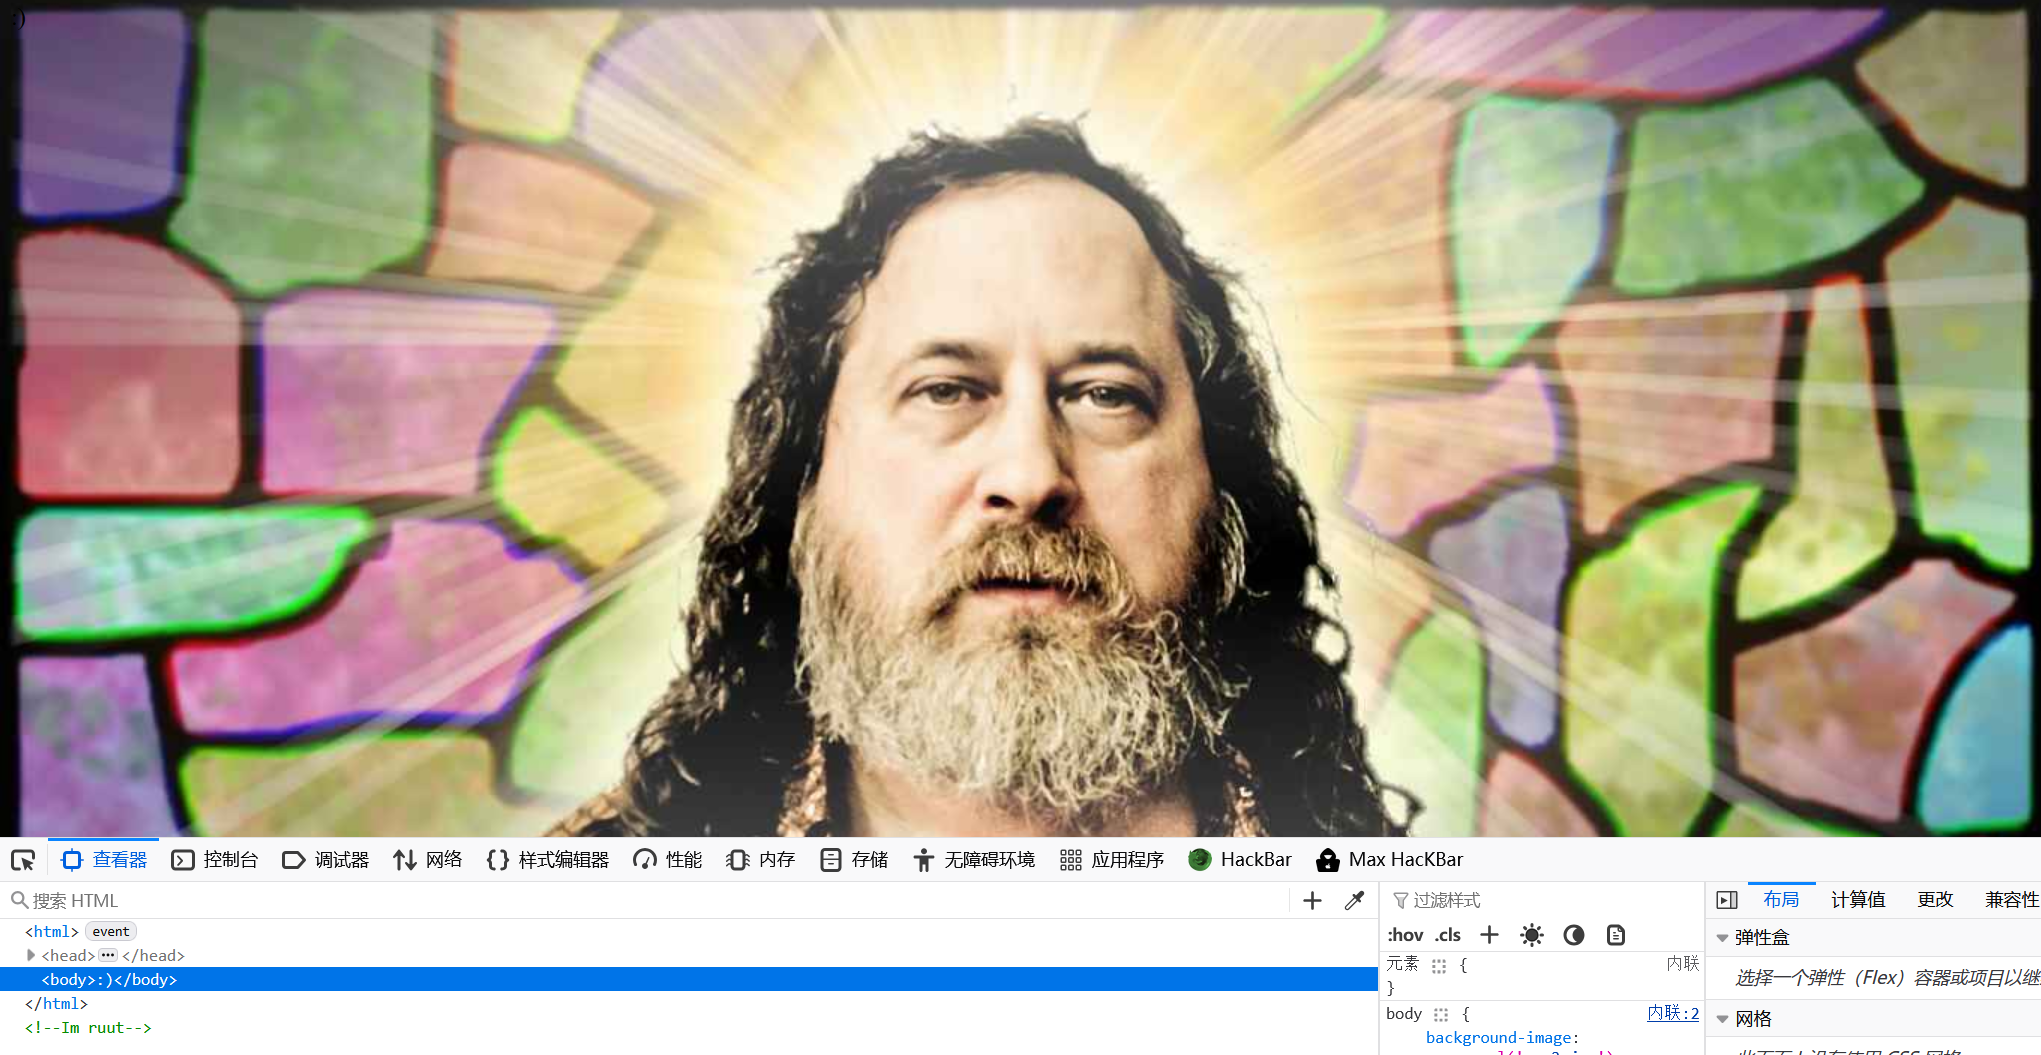 :)
查看器 控制台 调试器 网络 样式编辑器 性能 内存 存储 无障碍环境 应用程序 HackBar Max HacKBar
搜索 HTML
<html> event
<head> ••• </head>
<body>:)</body>
</html>
<!--Im ruut-->
过滤样式
:hov .cls
元素 { 内联
}
body { 内联:2
background-image:
布局 计算值 更改 兼容性
弹性盒
选择一个弹性（Flex）容器或项目以继
网格